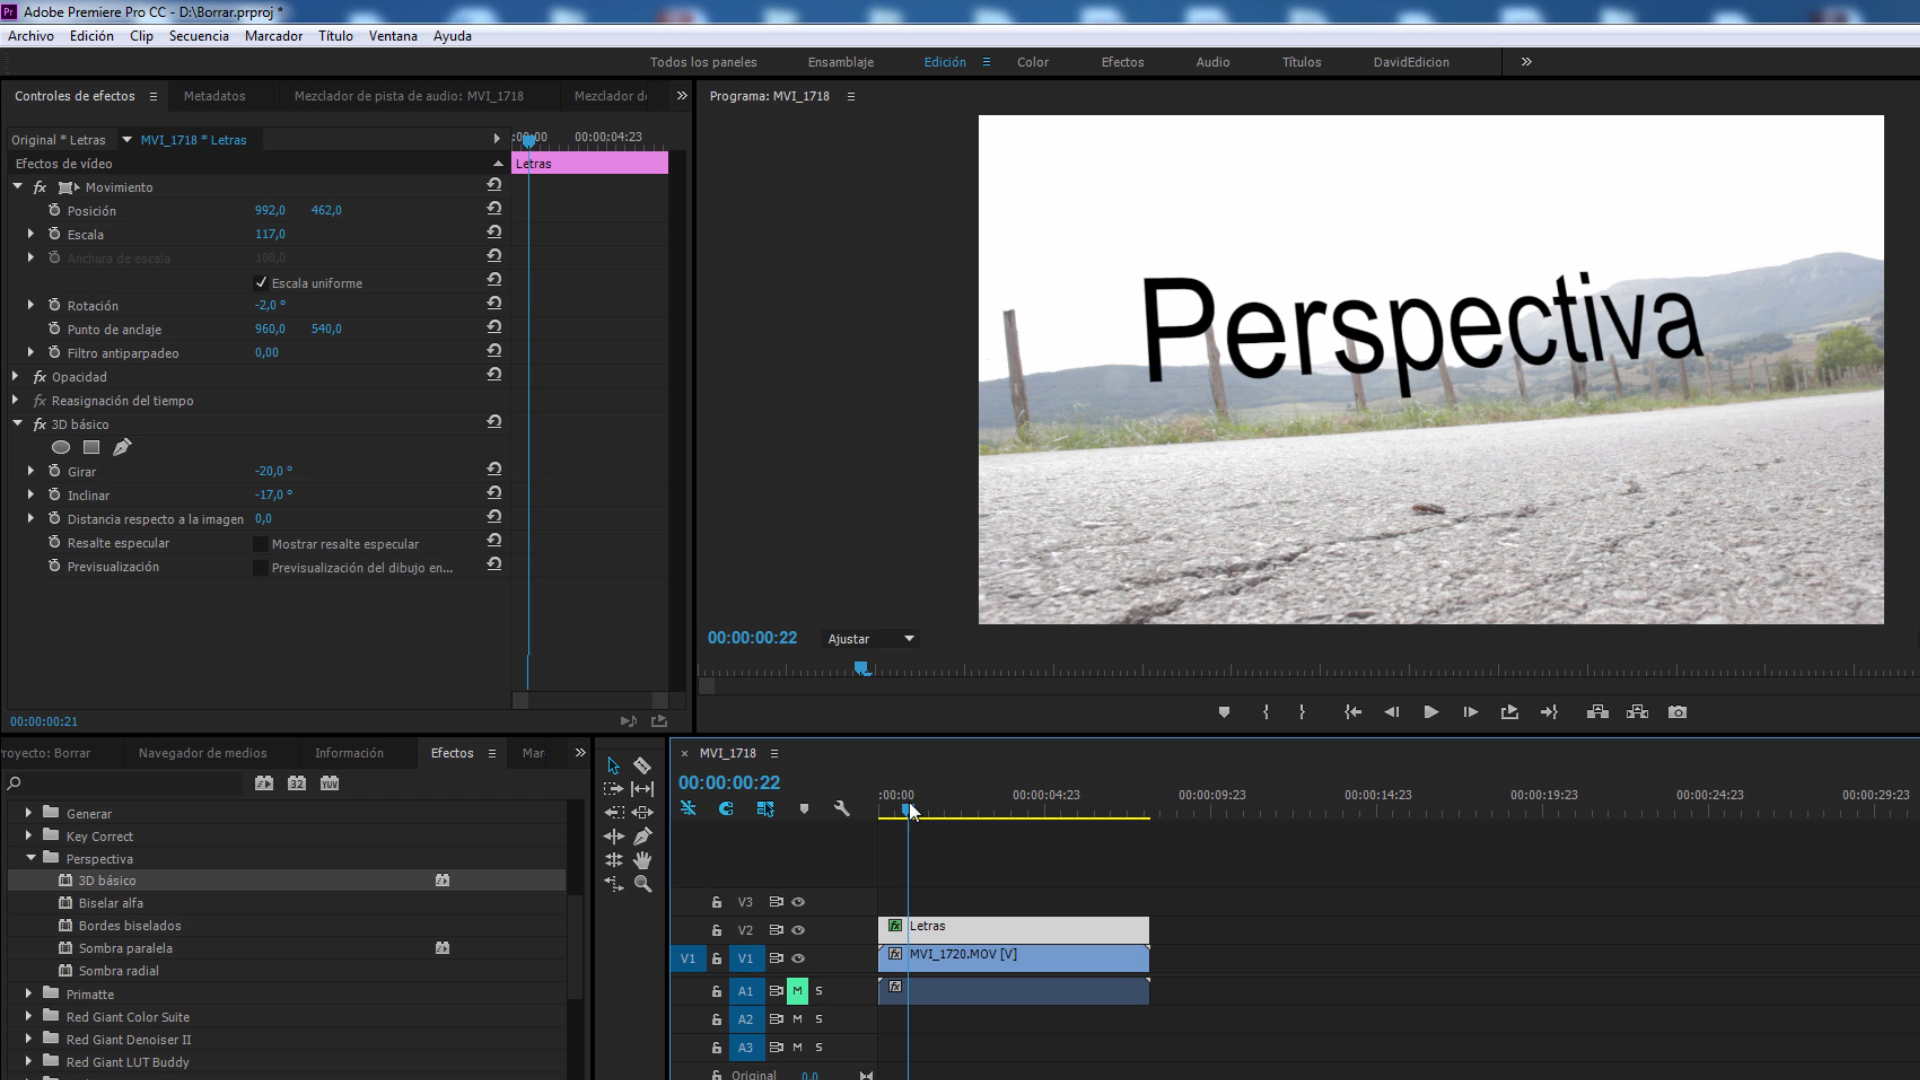 Adobe Premiere Pro CC - D:\Borrar.prproj *
Archivo Edición Clip Secuencia Marcador Título Ventana Ayuda
Todos los paneles Ensamblaje Edición Color Efectos Audio Títulos DavidEdicion
Controles de efectos Metadatos Mezclador de pista de audio: MVI_1718 Mezclador d
Programa: MVI_1718
Original * Letras MVI_1718 * Letras
:00:00 00:00:04:23
Efectos de vídeo
Letras
fx Movimiento
Posición 992,0 462,0
Escala 117,0
Anchura de escala 100,0
Escala uniforme
Rotación -2,0 °
Punto de anclaje 960,0 540,0
Filtro antiparpadeo 0,00
fx Opacidad
fx Reasignación del tiempo
fx 3D básico
Girar -20,0 °
Inclinar -17,0 °
Distancia respecto a la imagen 0,0
Resalte especular Mostrar resalte especular
Previsualización Previsualización del dibujo en...
00:00:00:21
Perspectiva
00:00:00:22 Ajustar
royecto: Borrar Navegador de medios Información Efectos Mar
32 YUV
Generar
Key Correct
Perspectiva
3D básico
Biselar alfa
Bordes biselados
Sombra paralela
Sombra radial
Primatte
Red Giant Color Suite
Red Giant Denoiser II
Red Giant LUT Buddy
× MVI_1718
00:00:00:22
:00:00 00:00:04:23 00:00:09:23 00:00:14:23 00:00:19:23 00:00:24:23 00:00:29:23
V3
V2 fx Letras
V1 V1 fx MVI_1720.MOV [V]
A1 M S fx
A2 M S
A3 M S
Original 0,0